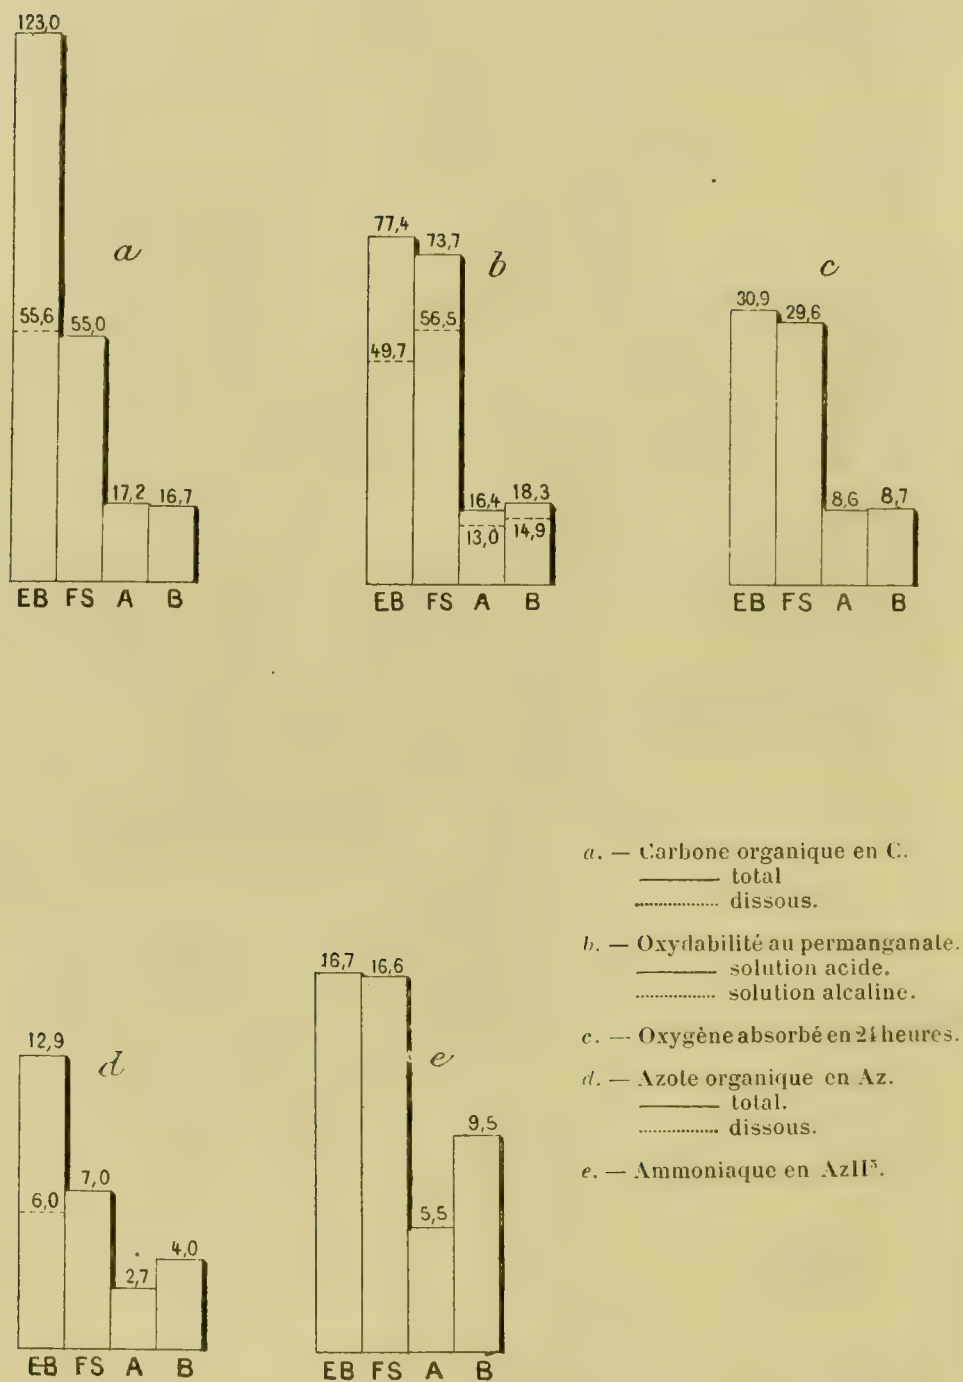 123,0
55,6
55,0
17,2
16,7
a
EB FS A B
77,4
73,7
56,5
49,7
16,4
18,3
13,0
14,9
b
EB FS A B
30,9
29,6
8,6
8,7
c
EB FS A B
12,9
6,0
7,0
2,7
4,0
d
EB FS A B
16,7
16,6
5,5
9,5
e
EB FS A B
a. — Carbone organique en C.
total
dissous.
b. — Oxydabilité au permanganate.
solution acide.
solution alcaline.
c. — Oxygène absorbé en 24 heures.
d. — Azote organique en Az.
total.
dissous.
e. — Ammoniaque en AzH³.